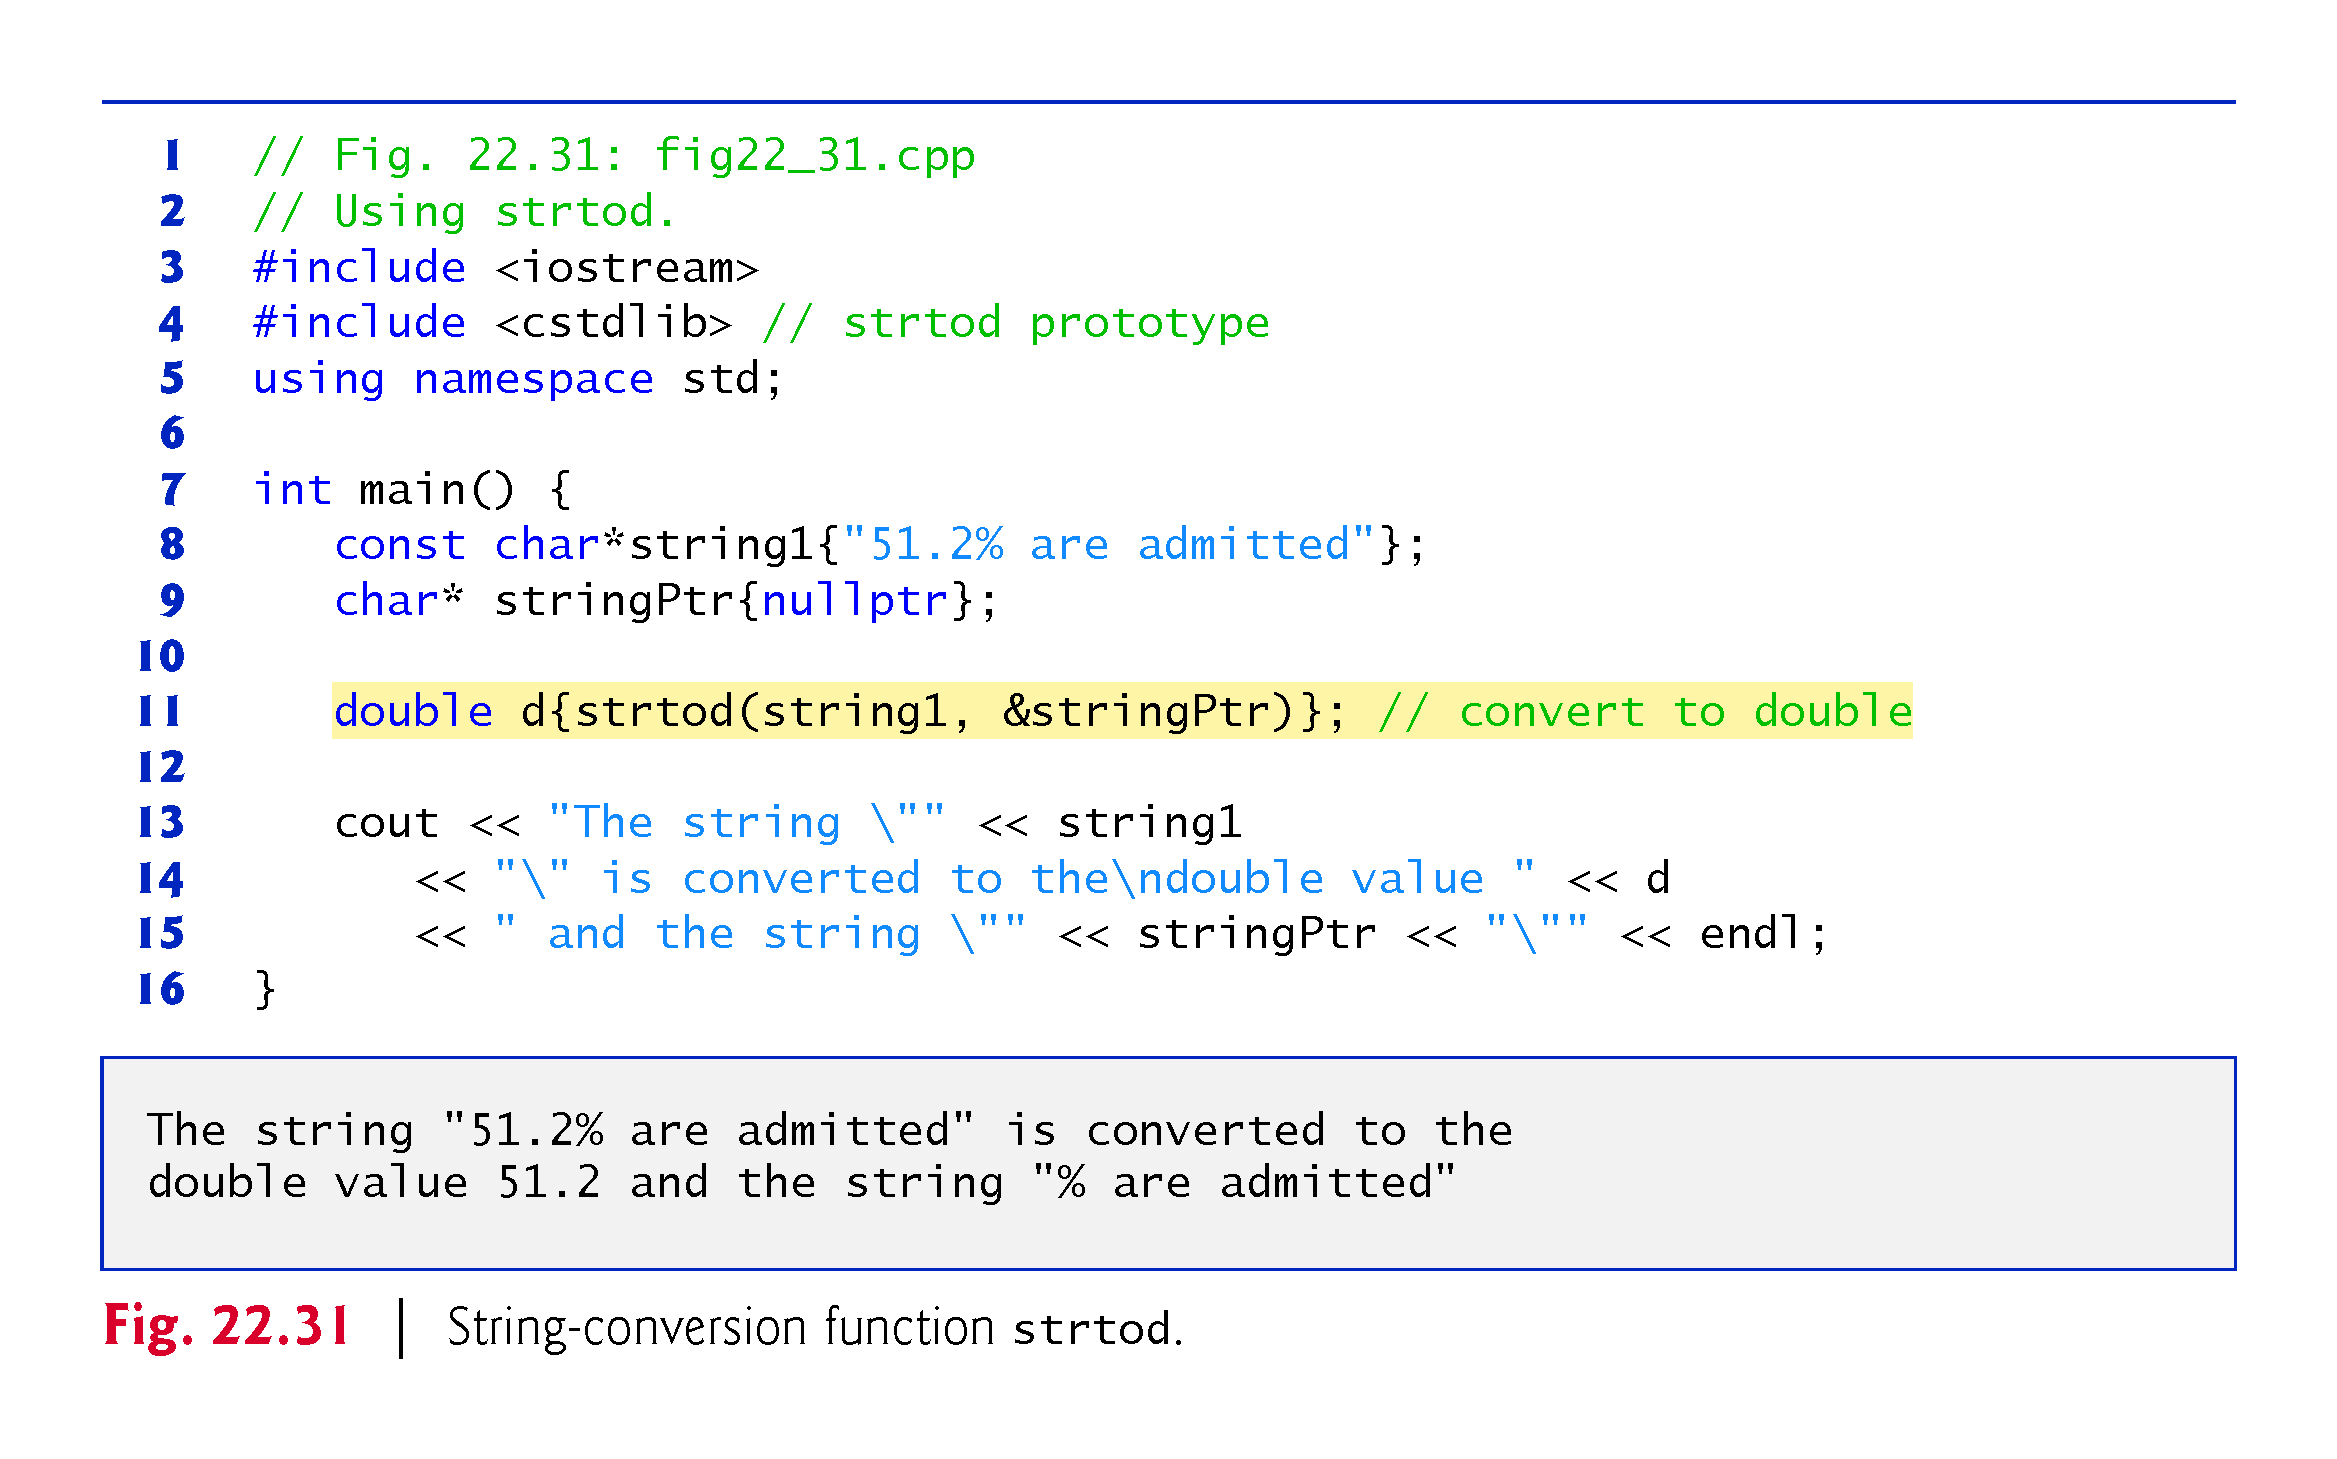 1 // Fig. 22.31: fig22_31.cpp
2 // Using strtod.
3 #include <iostream>
4 #include <cstdlib> // strtod prototype
5 using namespace std;
6
7 int main() {
8    const char*string1{"51.2% are admitted"};
9    char* stringPtr{nullptr};
10
11    double d{strtod(string1, &stringPtr)}; // convert to double
12
13    cout << "The string \"" << string1
14       << "\" is converted to the\ndouble value " << d
15       << " and the string \"" << stringPtr << "\"" << endl;
16 }
The string "51.2% are admitted" is converted to the
double value 51.2 and the string "% are admitted"
Fig. 22.31 | String-conversion function strtod.